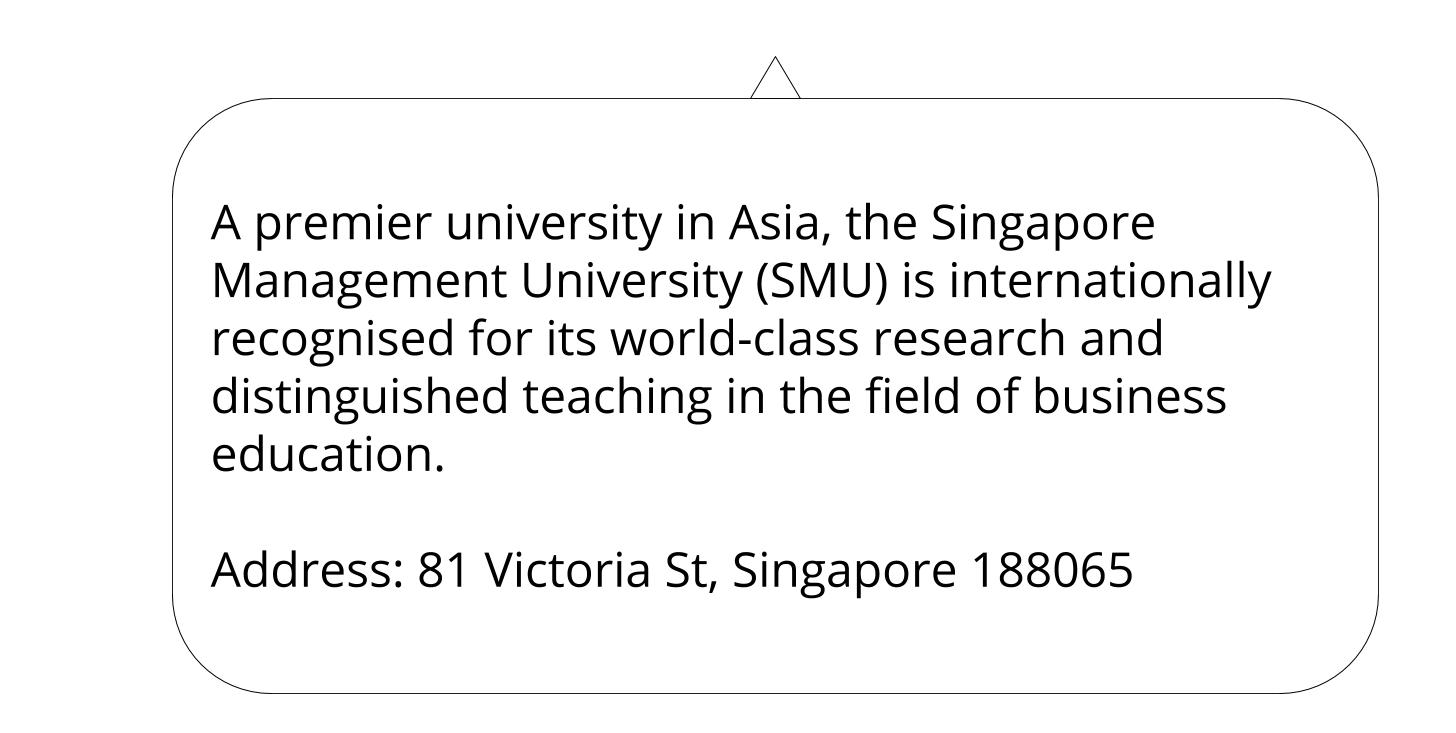 A premier university in Asia, the Singapore
Management University (SMU) is internationally
recognised for its world-class research and
distinguished teaching in the field of business
education.
Address: 81 Victoria St, Singapore 188065